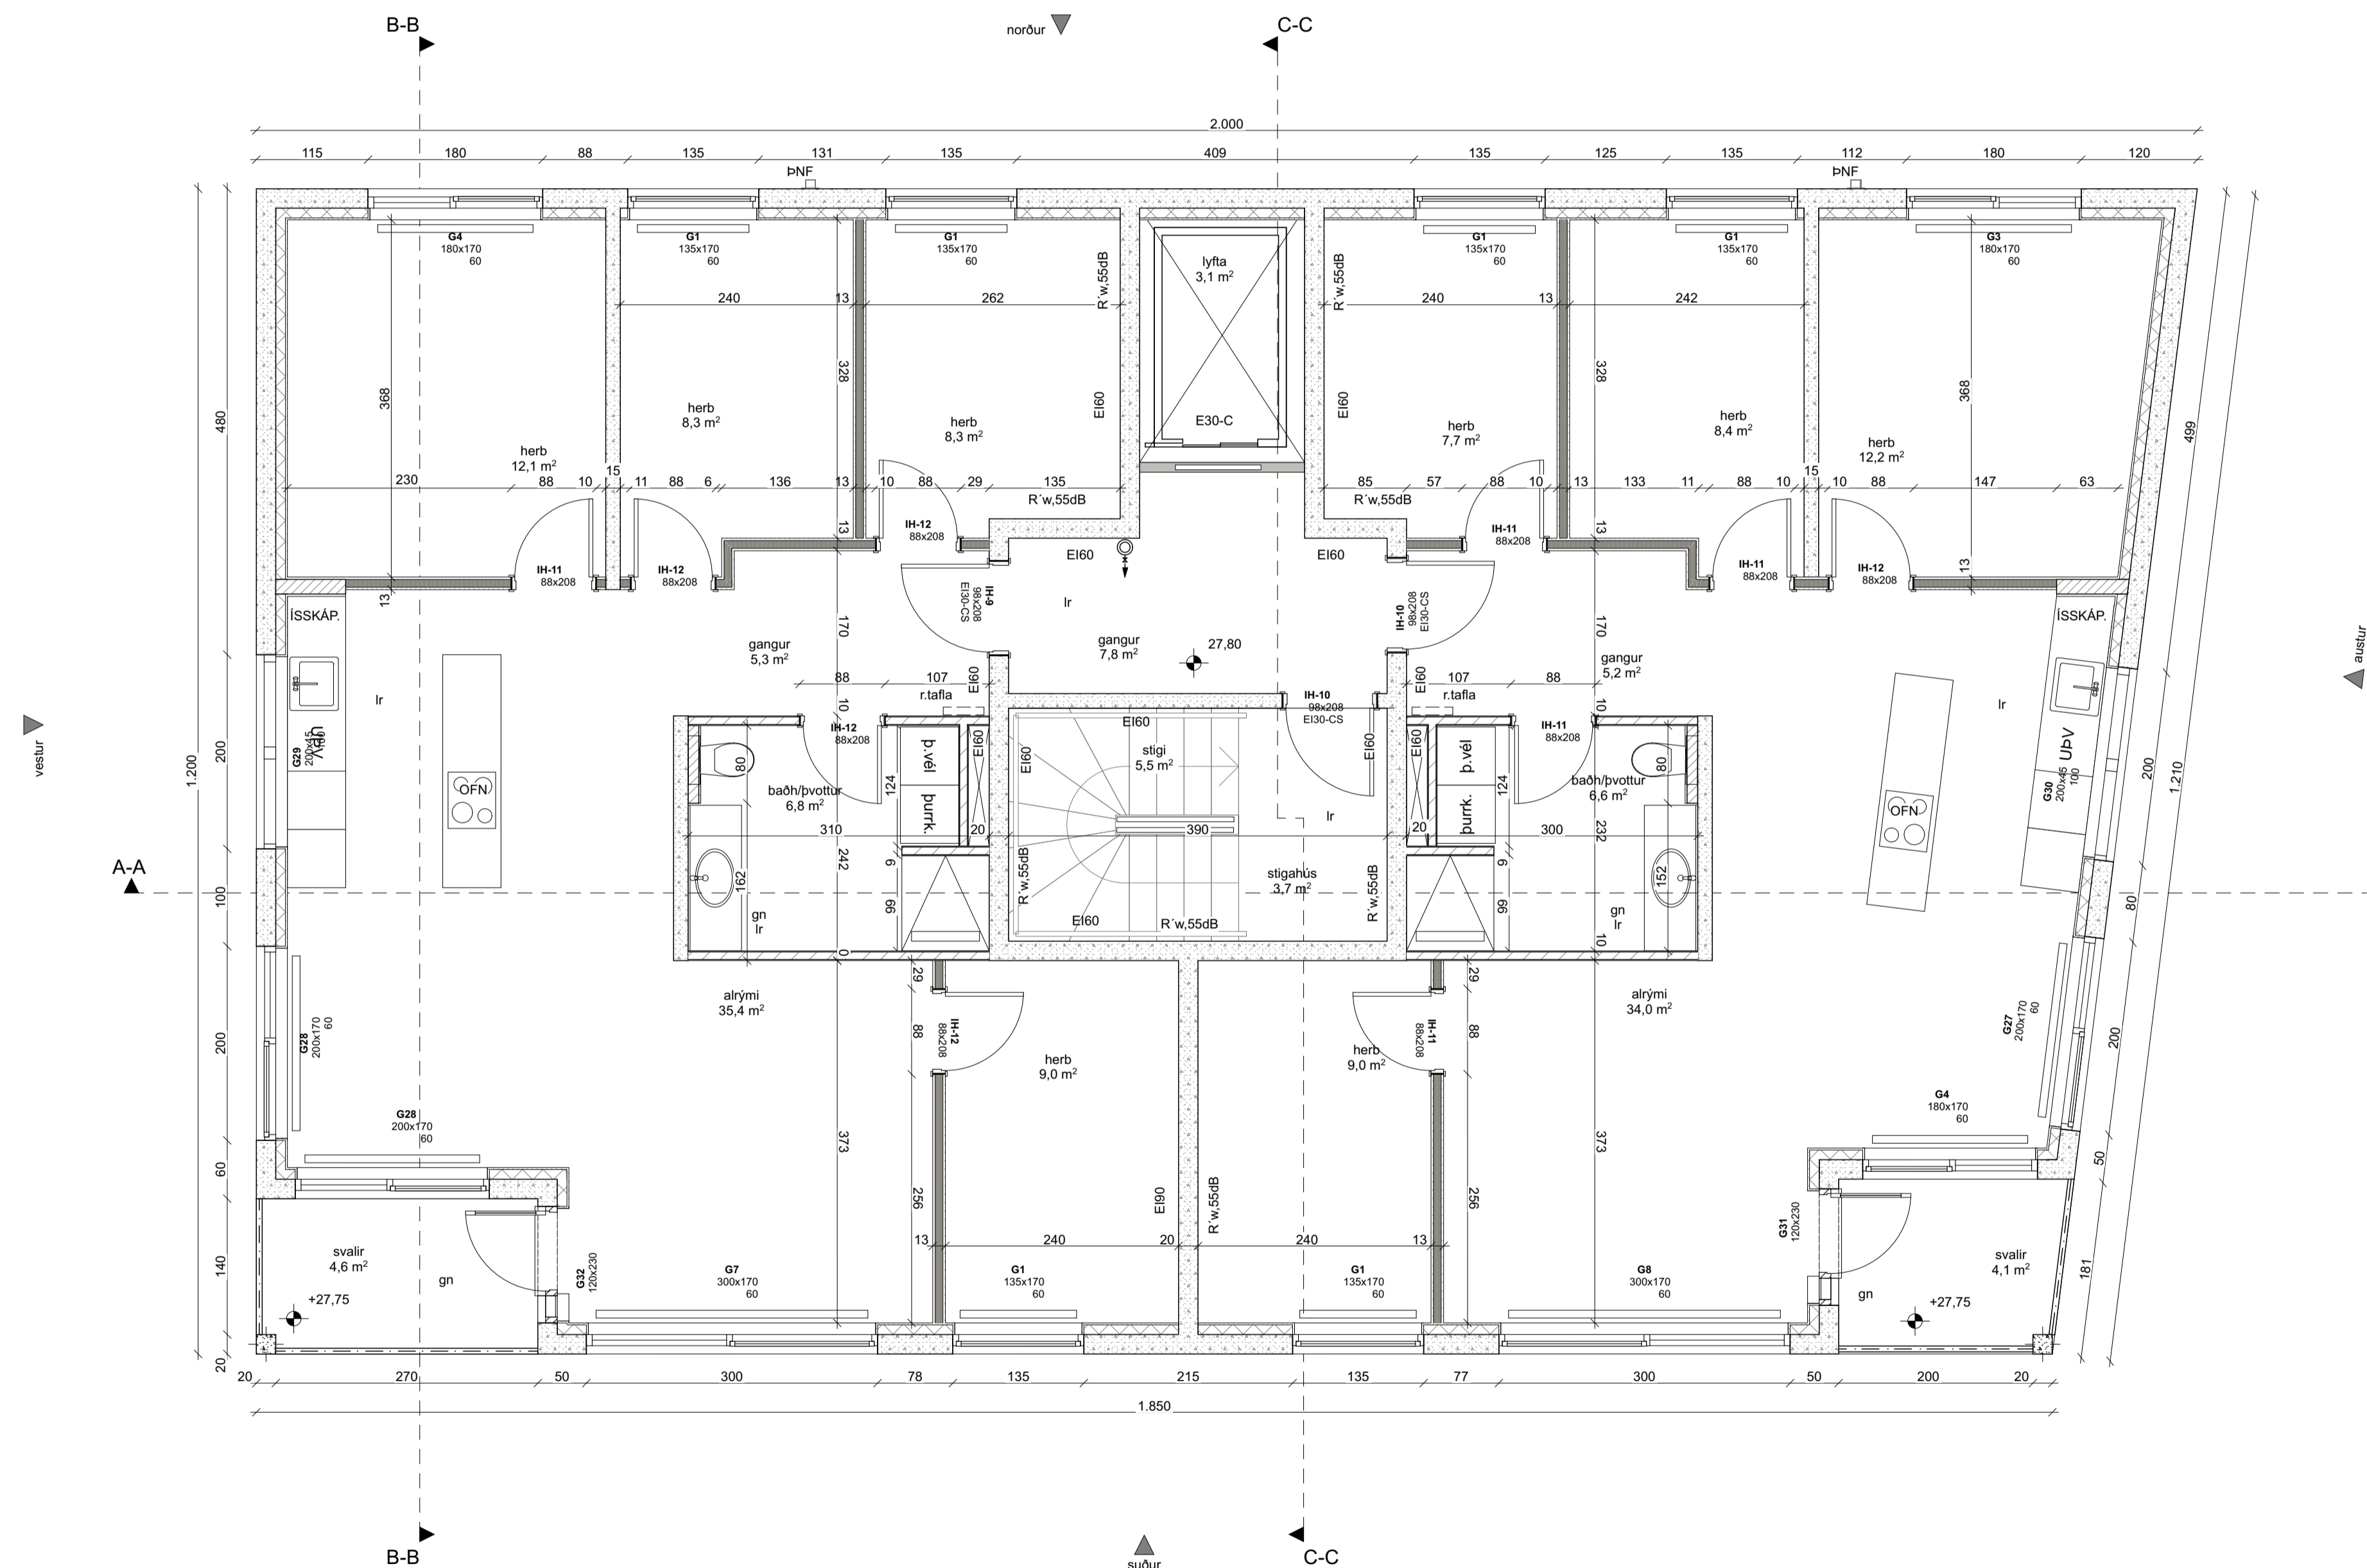 B-B
norður
C-C
2.000
115 180 88 135 131 135 409 135 125 135 112 180 120
ÞNF
ÞNF
G4
180x170
60
G1
135x170
60
G1
135x170
60
R´w,55dB
lyfta
3,1 m²
R´w,55dB
G1
135x170
60
G1
135x170
60
G3
180x170
60
240 13 262
240 13 242
368
328
328
368
480
499
EI60
E30-C
EI60
herb
12,1 m²
herb
8,3 m²
herb
8,3 m²
herb
7,7 m²
herb
8,4 m²
herb
12,2 m²
230 88 10 15 11 88 6 136 13 10 88 29 135
85 57 88 10 13 133 11 88 10 15 10 88 147 63
R´w,55dB
R´w,55dB
13
13
13
13
IH-12
88x208
IH-11
88x208
EI60
EI60
IH-11
88x208
IH-12
88x208
IH-11
88x208
IH-12
88x208
IH-9
98x208
EI30-CS
IH-10
98x208
EI30-CS
lr
ÍSSKÁP.
ÍSSKÁP.
170
170
gangur
5,3 m²
gangur
7,8 m²
27,80
gangur
5,2 m²
88 107
r.tafla
EI60
107 88
r.tafla
EI60
10
10
lr
lr
vestur
austur
1.200
1.210
200
200
G29
200x45
100
G30
200x45
100
UÞV
OFN
OFN
IH-12
88x208
IH-10
98x208
EI30-CS
IH-11
88x208
EI60
EI60
EI60
EI60
EI60
stigi
5,5 m²
þ.vél
þurrk.
þ.vél
þurrk.
80
80
124
124
baðh/þvottur
6,8 m²
baðh/þvottur
6,6 m²
310 20 390 20 300
lr
242
232
A-A
100
80
162
152
9
9
99
99
R´w,55dB
stigahús
3,7 m²
R´w,55dB
gn
lr
gn
lr
EI60
R´w,55dB
0
10
29
29
alrými
35,4 m²
alrými
34,0 m²
200
200
G28
200x170
60
G27
200x170
60
88
88
IH-12
88x208
IH-11
88x208
herb
9,0 m²
herb
9,0 m²
G28
200x170
60
G4
180x170
60
373
373
256
256
60
50
EI90
R´w,55dB
13 240 20 240 13
G31
120x230
G32
120x230
svalir
4,6 m²
gn
+27,75
svalir
4,1 m²
gn
+27,75
140
181
G7
300x170
60
G1
135x170
60
G1
135x170
60
G8
300x170
60
20
20 270 50 300 78 135 215 135 77 300 50 200 20
1.850
B-B
suður
C-C